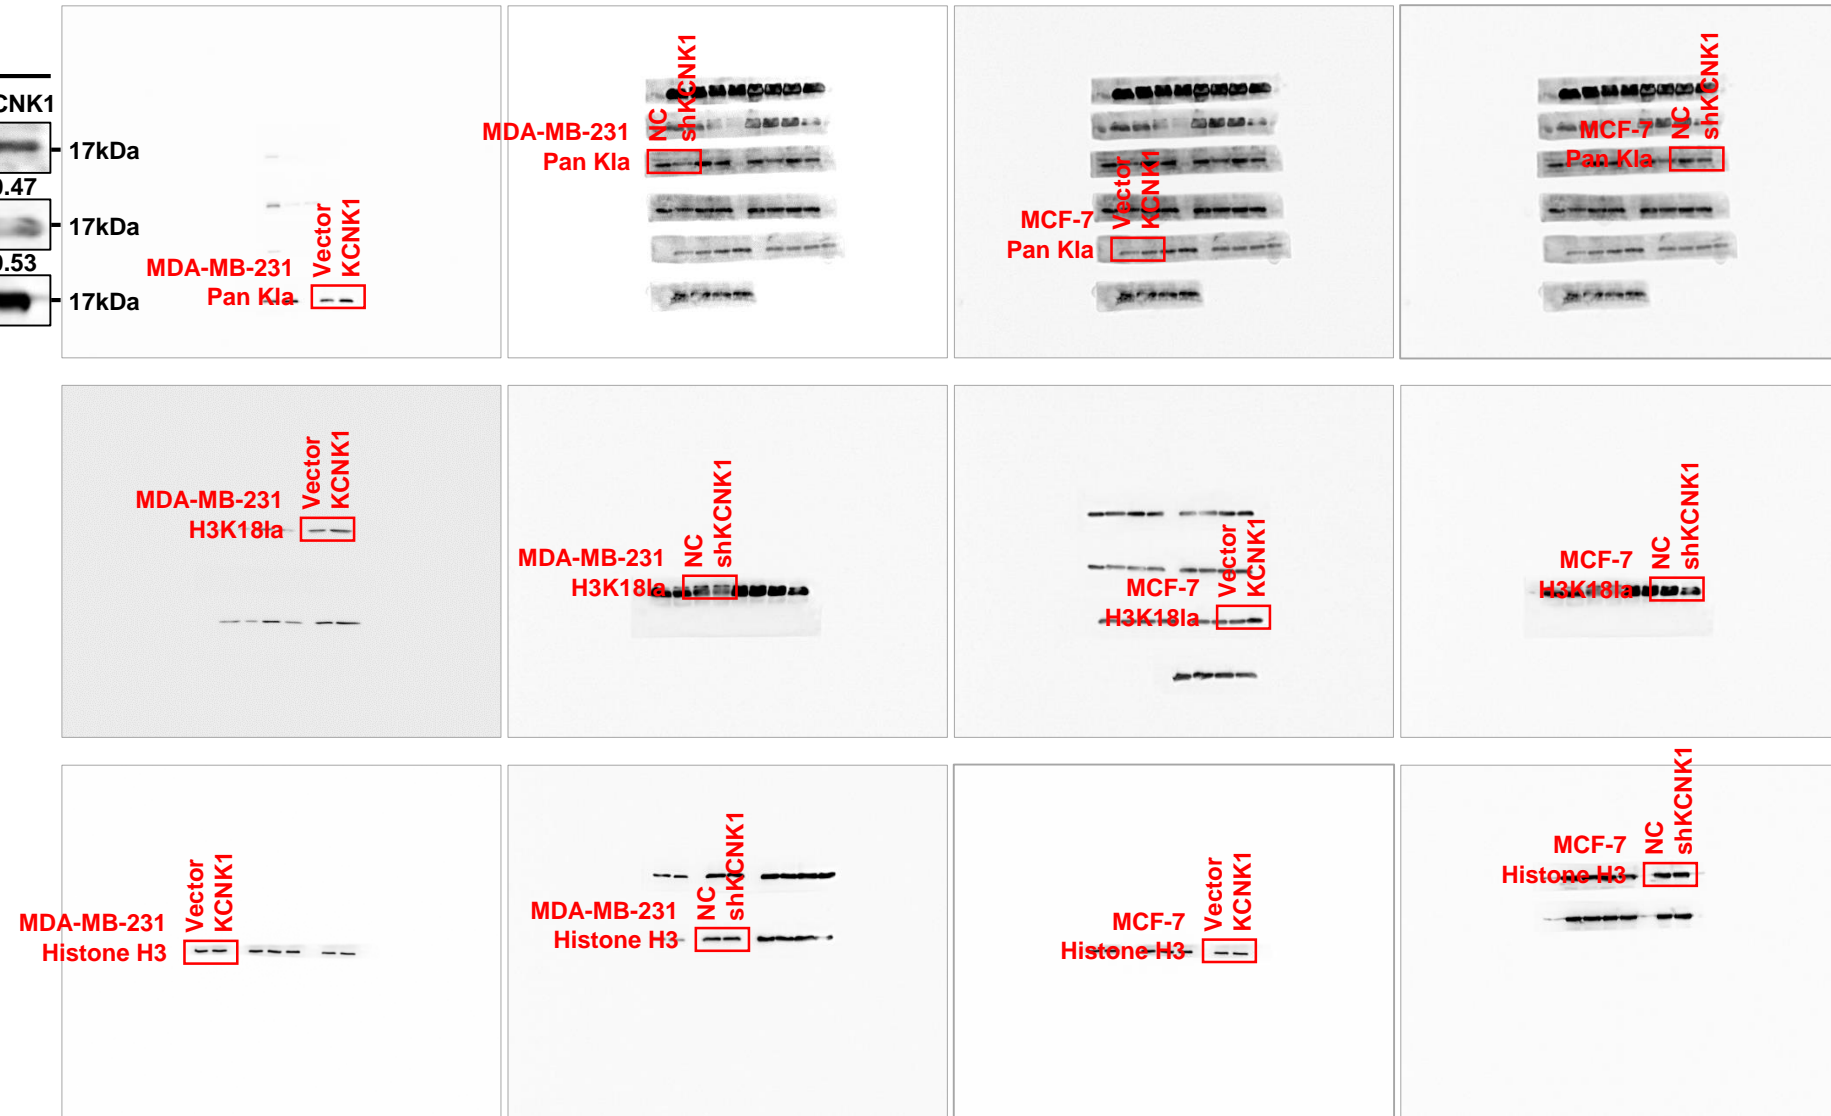 CNK1
17kDa
0.47
17kDa
0.53
17kDa
MDA-MB-231
Pan Kla
Vector
KCNK1
MDA-MB-231
Pan Kla
NC
shKCNK1
MCF-7
Pan Kla
Vector
KCNK1
MCF-7
Pan Kla
NC
shKCNK1
MDA-MB-231
H3K18la
Vector
KCNK1
MDA-MB-231
H3K18la
NC
shKCNK1
MCF-7
H3K18la
Vector
KCNK1
MCF-7
H3K18la
NC
shKCNK1
MDA-MB-231
Histone H3
Vector
KCNK1
MDA-MB-231
Histone H3
NC
shKCNK1
MCF-7
Histone H3
Vector
KCNK1
MCF-7
Histone H3
NC
shKCNK1